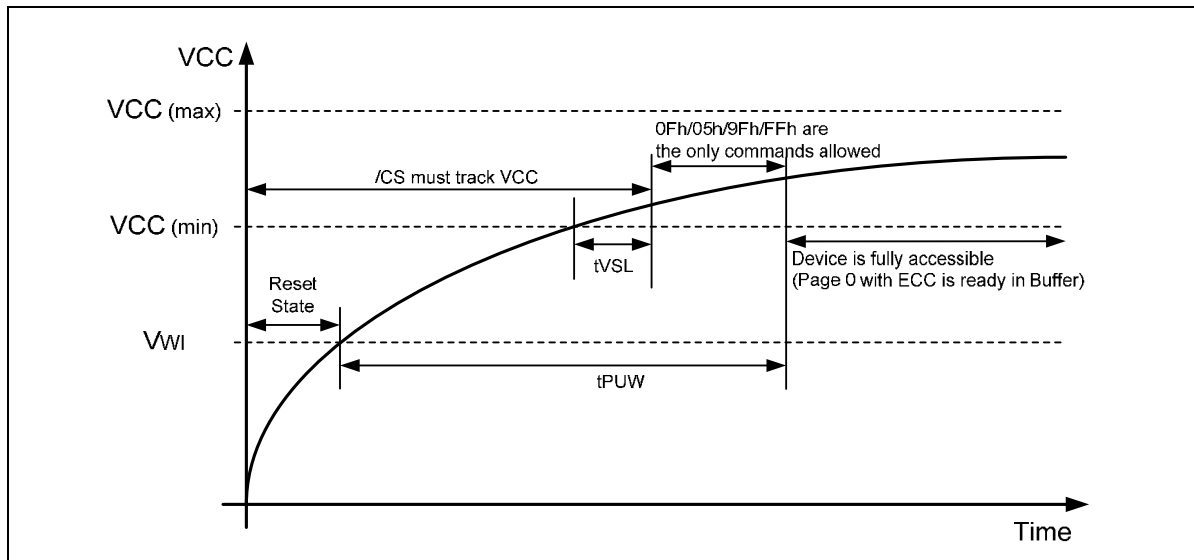 VCC
VCC (max)
0Fh/05h/9Fh/FFh are
the only commands allowed
/CS must track VCC
VCC (min)
tVSL
Device is fully accessible
(Page 0 with ECC is ready in Buffer)
Reset
State
VWI
tPUW
Time